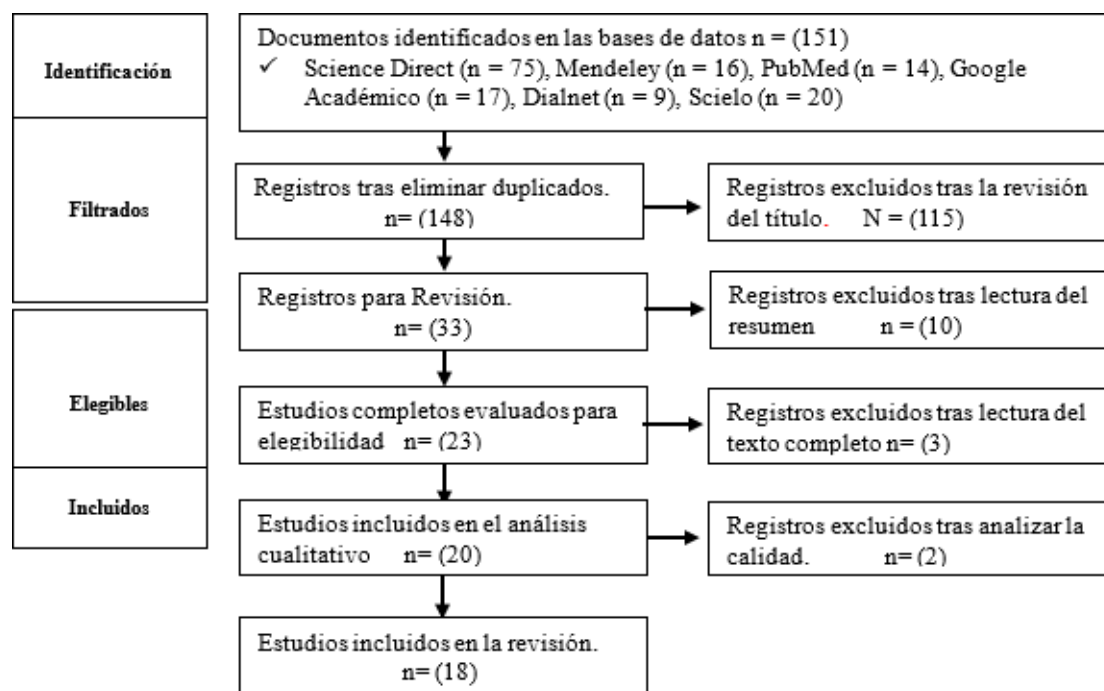 Identificación
Documentos identificados en las bases de datos n = (151)
✓ Science Direct (n = 75), Mendeley (n = 16), PubMed (n = 14), Google
Académico (n = 17), Dialnet (n = 9), Scielo (n = 20)
Filtrados
Registros tras eliminar duplicados.
n= (148)
Registros excluidos tras la revisión
del título. N = (115)
Registros para Revisión.
n= (33)
Registros excluidos tras lectura del
resumen n = (10)
Elegibles
Estudios completos evaluados para
elegibilidad n= (23)
Registros excluidos tras lectura del
texto completo n= (3)
Incluidos
Estudios incluidos en el análisis
cualitativo n= (20)
Registros excluidos tras analizar la
calidad. n= (2)
Estudios incluidos en la revisión.
n= (18)